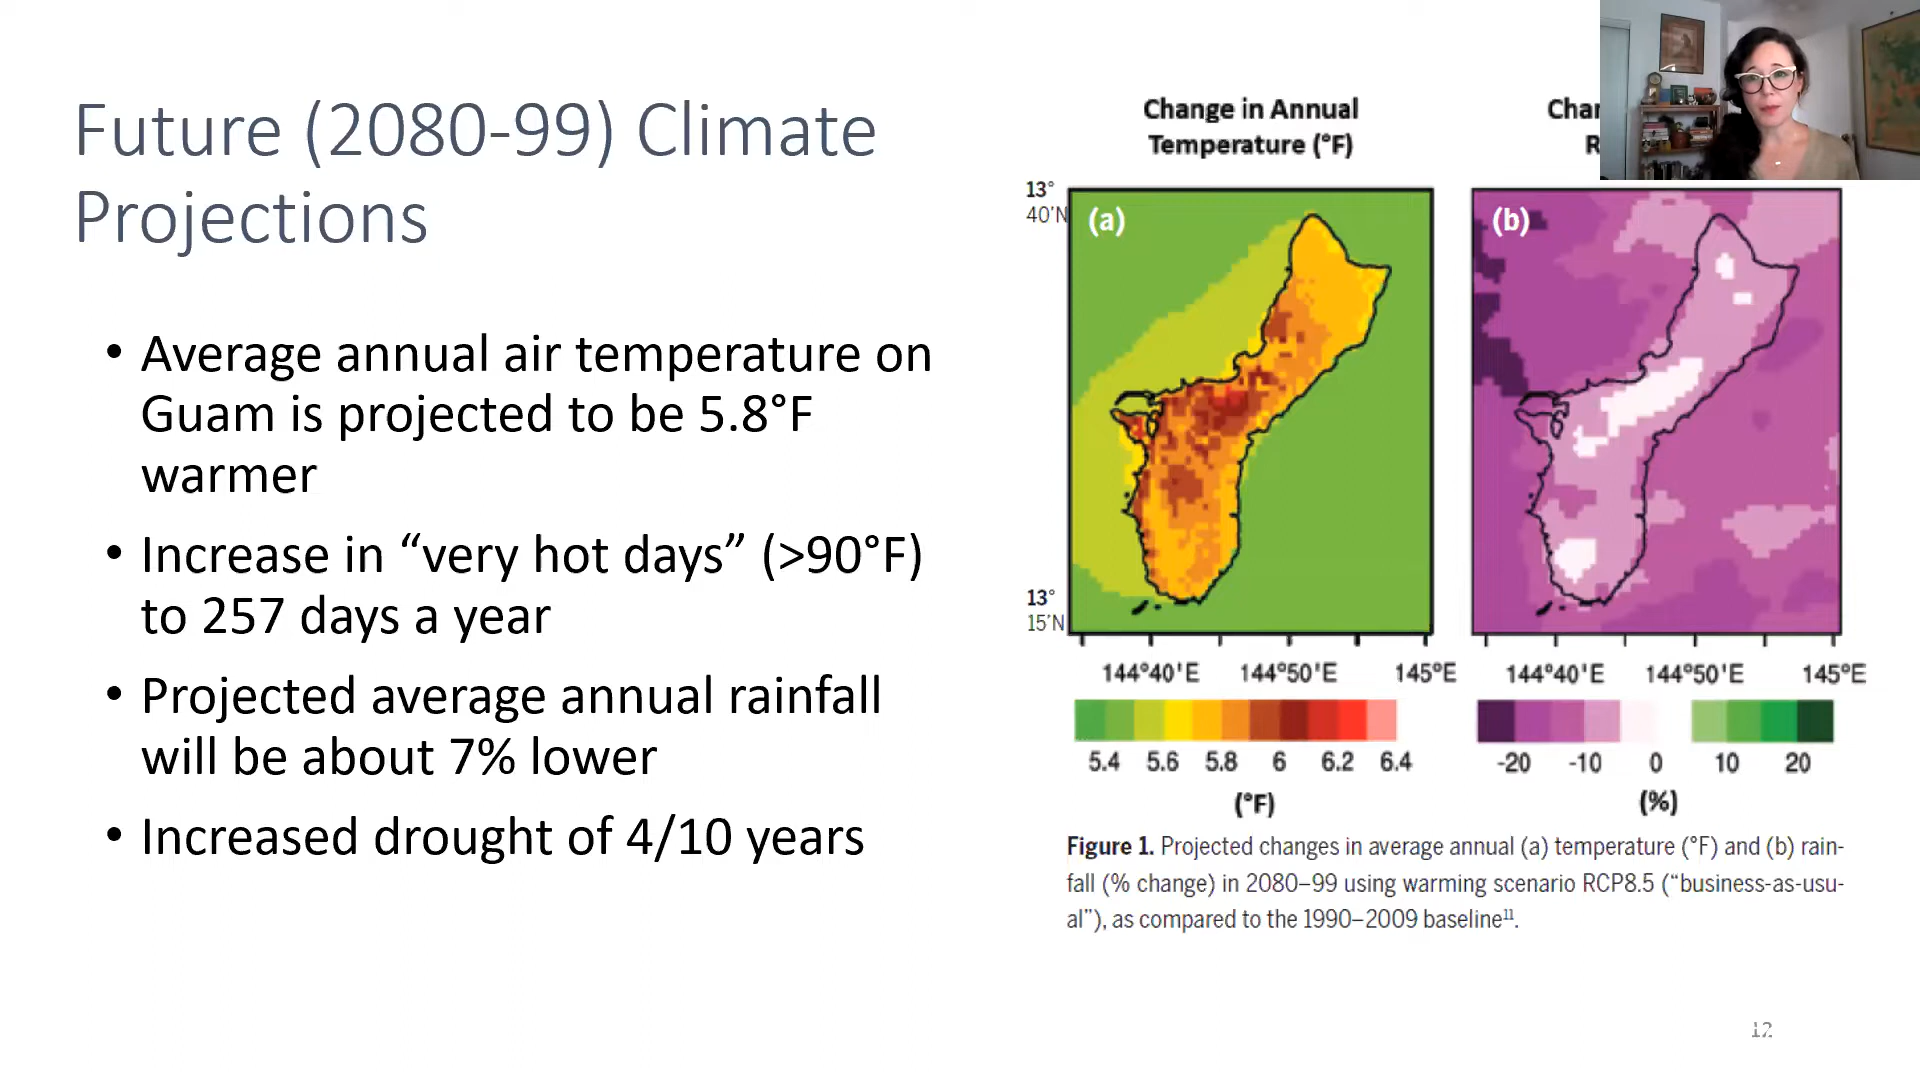 Future (2080-99) Climate
Projections
• Average annual air temperature on
Guam is projected to be 5.8°F
warmer
• Increase in “very hot days” (>90°F)
to 257 days a year
• Projected average annual rainfall
will be about 7% lower
• Increased drought of 4/10 years
Change in Annual
Temperature (°F)
13°
40'N
(a)
13°
15'N
144°40'E 144°50'E 145°E
5.4 5.6 5.8 6 6.2 6.4
(°F)
(b)
144°40'E 144°50'E 145°E
-20 -10 0 10 20
(%)
Figure 1. Projected changes in average annual (a) temperature (°F) and (b) rain-
fall (% change) in 2080–99 using warming scenario RCP8.5 (“business-as-usu-
al”), as compared to the 1990–2009 baseline¹¹.
12